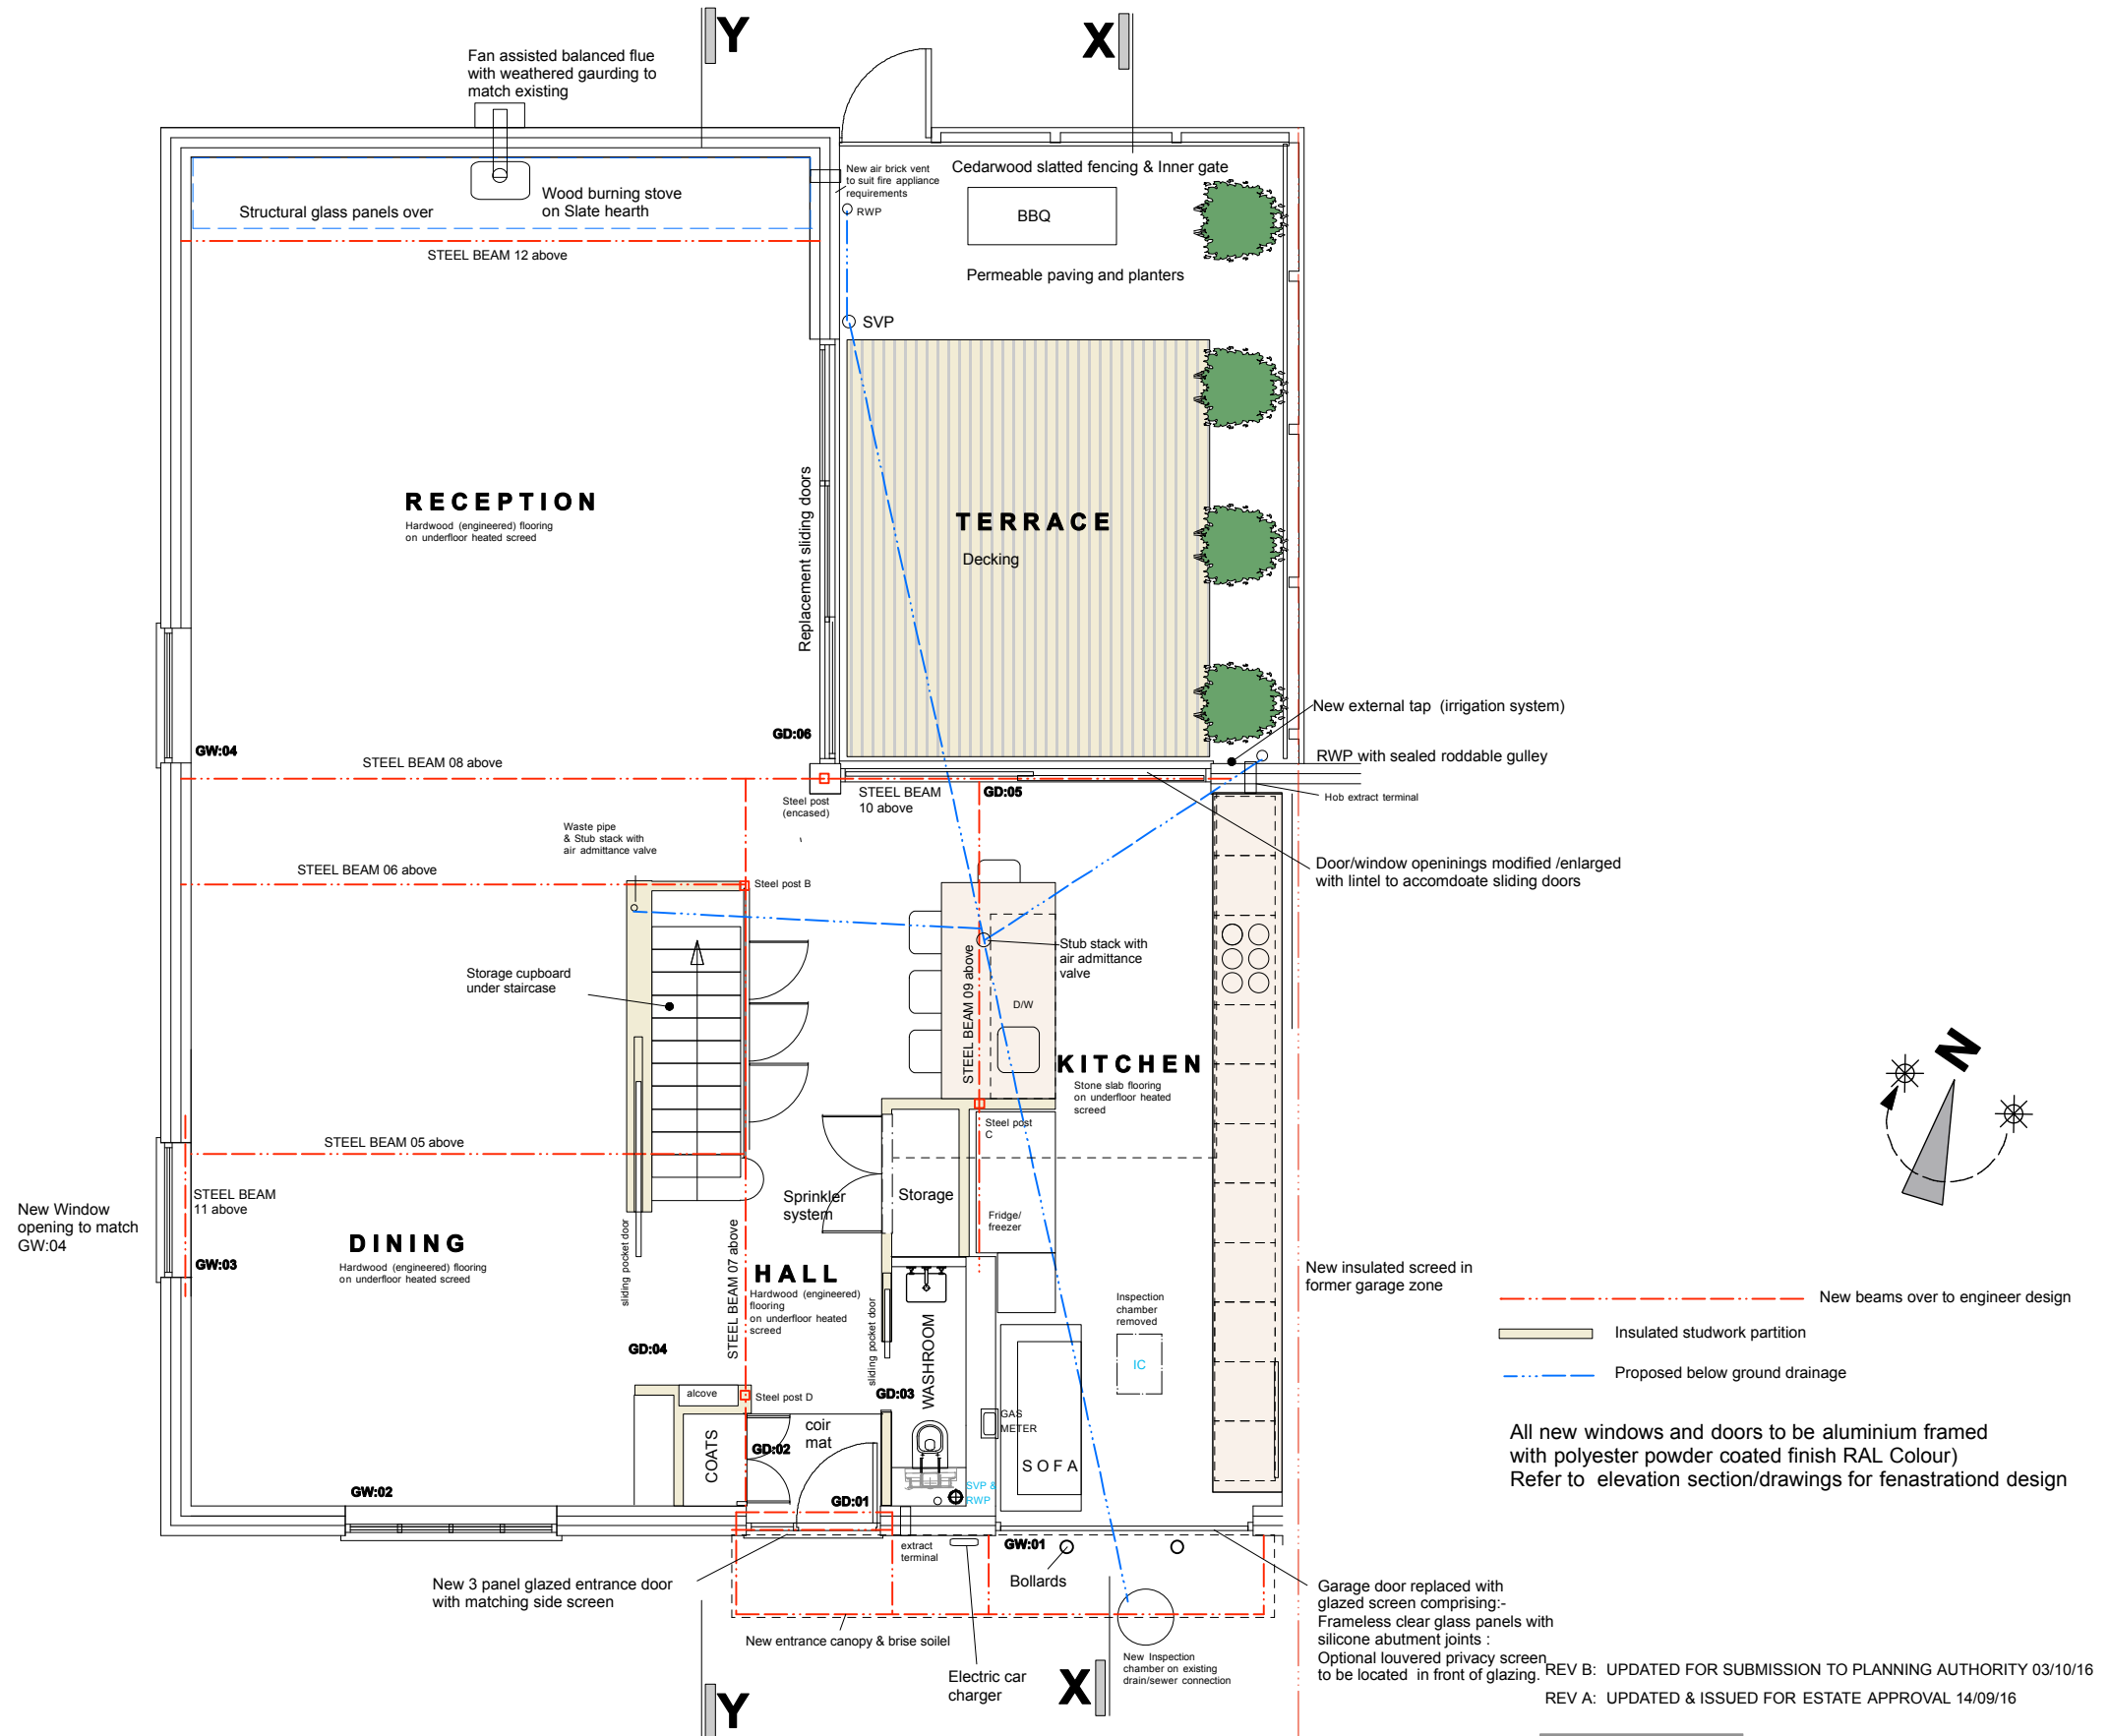 Y
X
Fan assisted balanced flue
with weathered gaurding to
match existing
New air brick vent
to suit fire appliance
requirements
Cedarwood slatted fencing & Inner gate
Wood burning stove
on Slate hearth
Structural glass panels over
RWP
BBQ
STEEL BEAM 12 above
Permeable paving and planters
SVP
RECEPTION
Hardwood (engineered) flooring
on underfloor heated screed
Replacement sliding doors
TERRACE
Decking
New external tap (irrigation system)
GD:06
GW:04
RWP with sealed roddable gulley
STEEL BEAM 08 above
Steel post
(encased)
STEEL BEAM
10 above
GD:05
Hob extract terminal
Waste pipe
& Stub stack with
air admittance valve
STEEL BEAM 06 above
Steel post B
Door/window openinings modified /enlarged
with lintel to accomdoate sliding doors
Stub stack with
air admittance
valve
STEEL BEAM 09 above
Storage cupboard
under staircase
D/W
KITCHEN
Stone slab flooring
on underfloor heated
screed
N
Steel post
C
STEEL BEAM 05 above
STEEL BEAM
11 above
New Window
opening to match
GW:04
Sprinkler
system
Storage
Fridge/
freezer
DINING
Hardwood (engineered) flooring
on underfloor heated screed
GW:03
sliding pocket door
STEEL BEAM 07 above
HALL
Hardwood (engineered)
flooring
on underfloor heated
screed
sliding pocket door
WASHROOM
Inspection
chamber
removed
IC
New insulated screed in
former garage zone
New beams over to engineer design
Insulated studwork partition
Proposed below ground drainage
GD:04
alcove
Steel post D
GD:03
GAS
METER
COATS
GD:02
coir
mat
SOFA
All new windows and doors to be aluminium framed
with polyester powder coated finish RAL Colour)
Refer to elevation section/drawings for fenastrationd design
GW:02
GD:01
SVP &
RWP
extract
terminal
GW:01
Bollards
New 3 panel glazed entrance door
with matching side screen
Garage door replaced with
glazed screen comprising:-
Frameless clear glass panels with
silicone abutment joints :
Optional louvered privacy screen
to be located in front of glazing.
New entrance canopy & brise soilel
Electric car
charger
New Inspection
chamber on existing
drain/sewer connection
REV B: UPDATED FOR SUBMISSION TO PLANNING AUTHORITY 03/10/16
REV A: UPDATED & ISSUED FOR ESTATE APPROVAL 14/09/16
X
Y